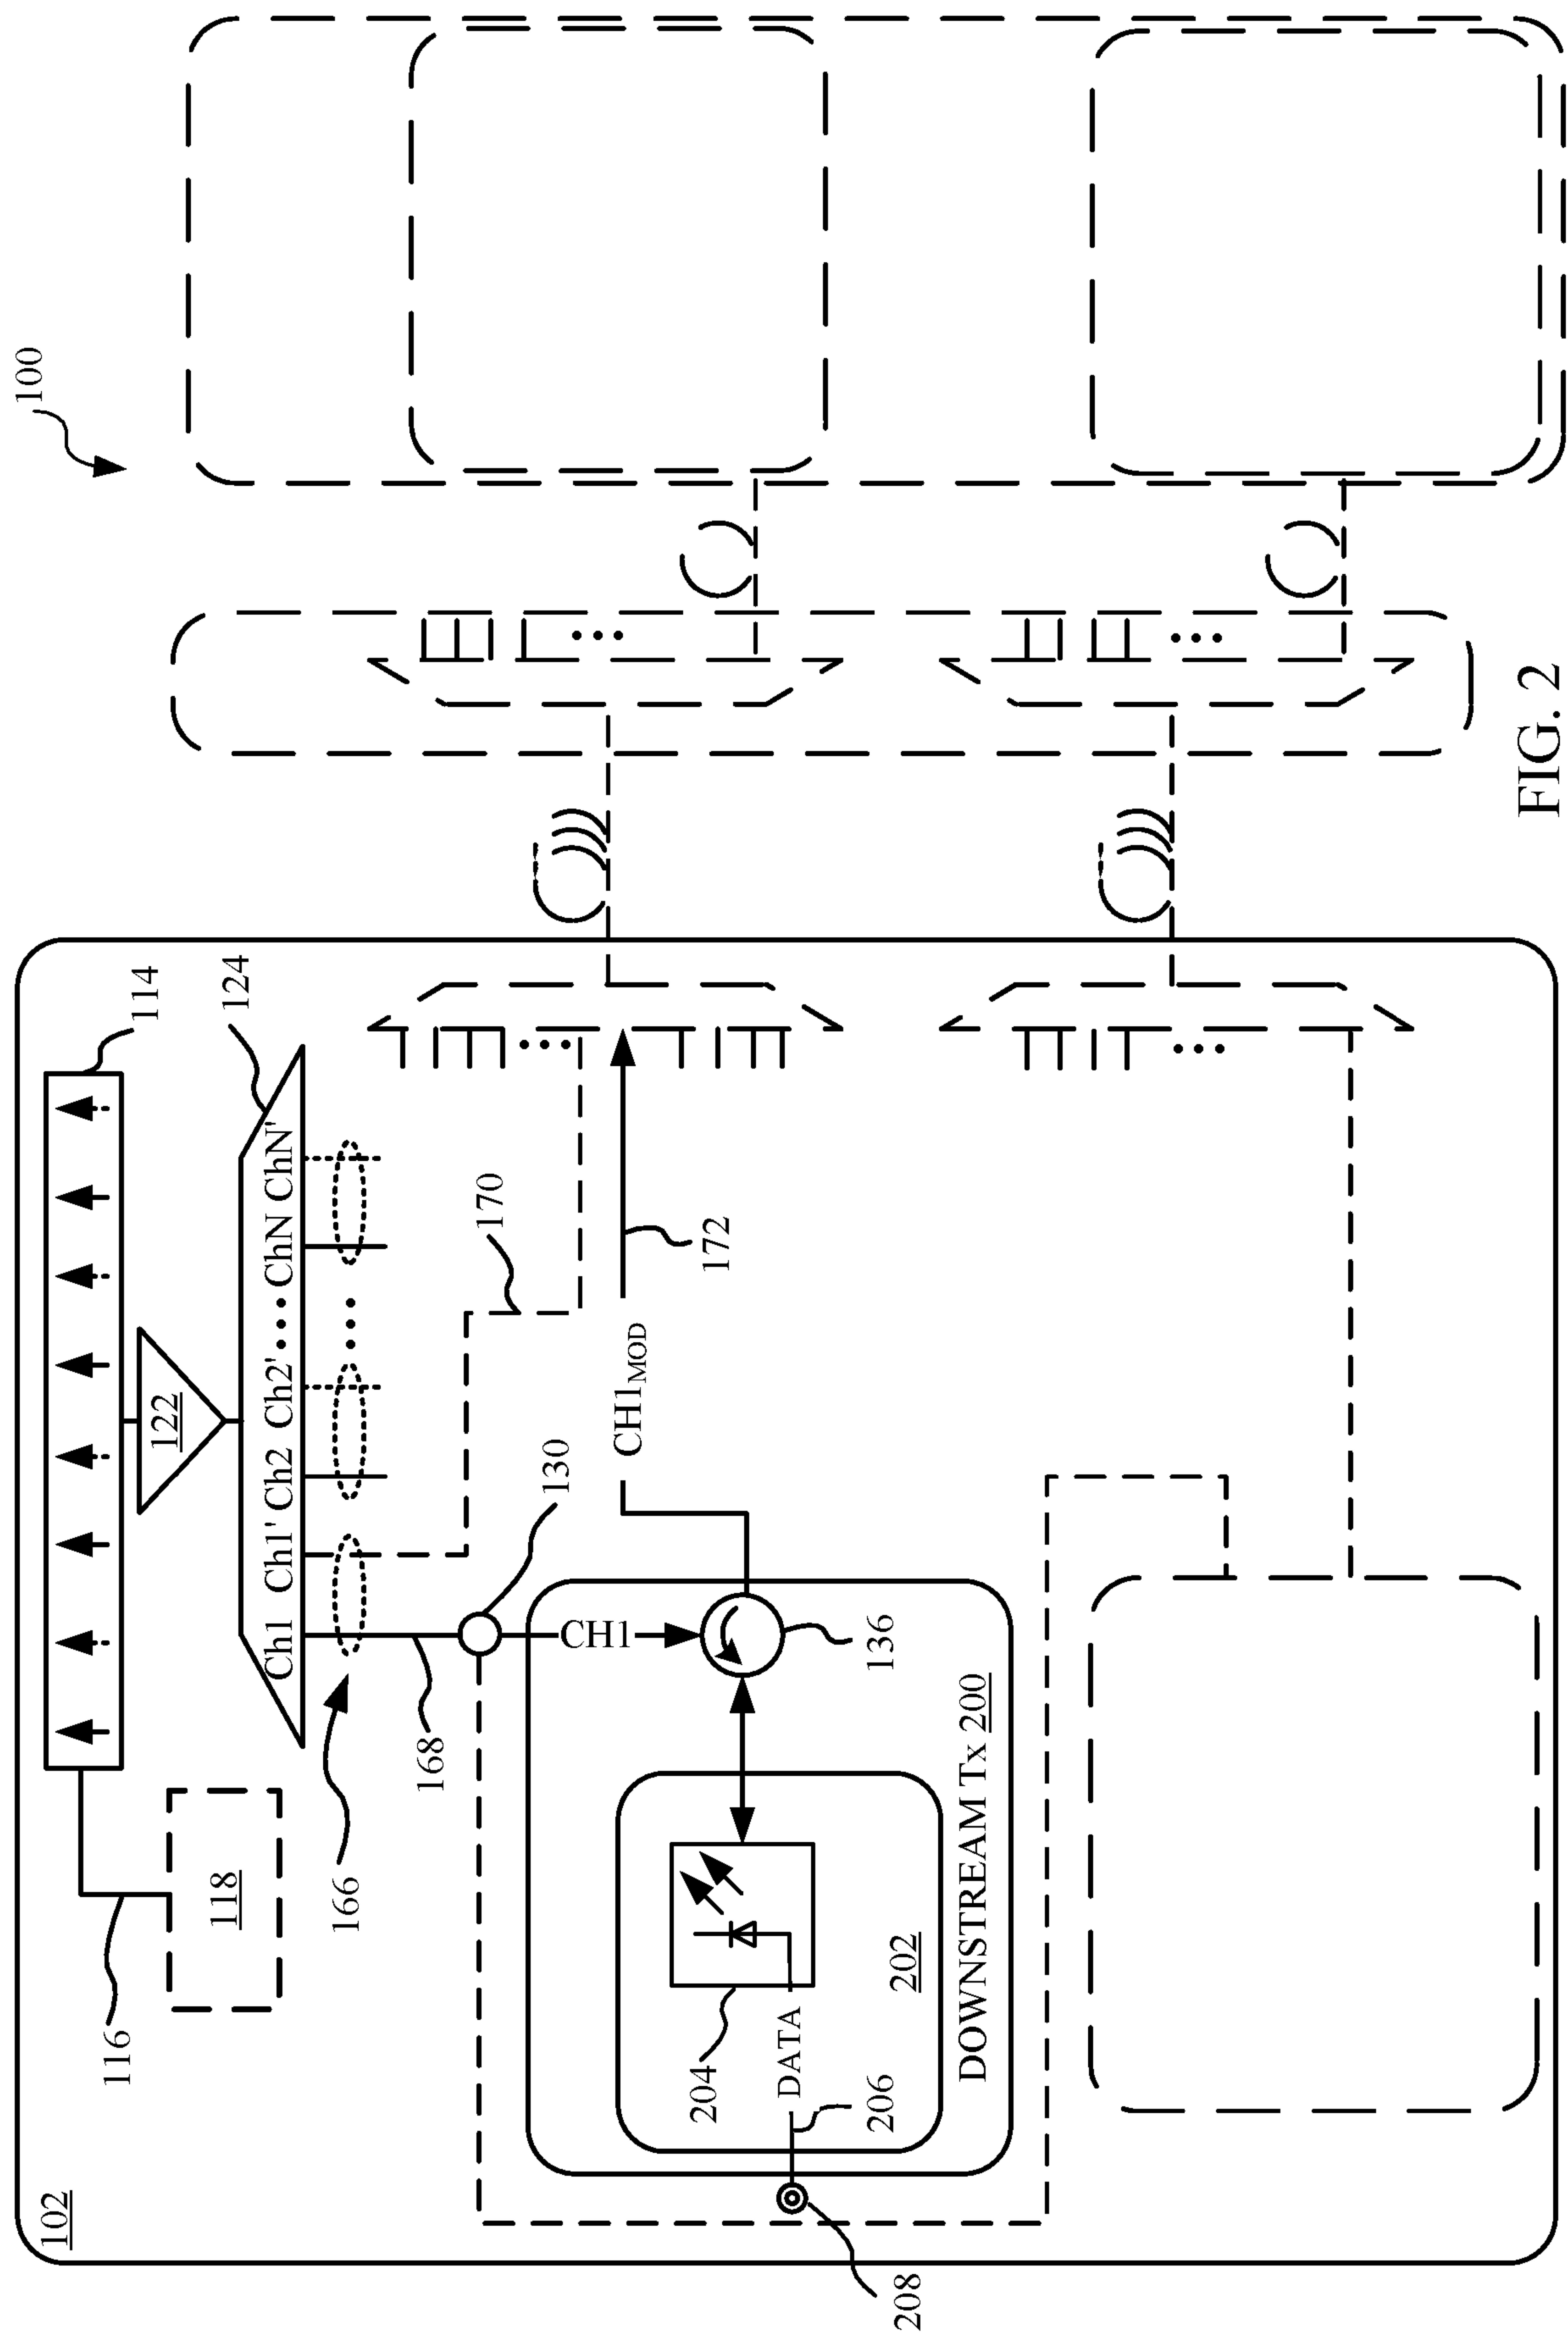 100
102
114
116
118
122
124
Ch1 Ch1' Ch2 Ch2' •••• ChN ChN'
166
168
170
130
CH1
136
CH1MOD
172
204
DATA
202
206
208
DOWNSTREAM Tx 200
FIG. 2